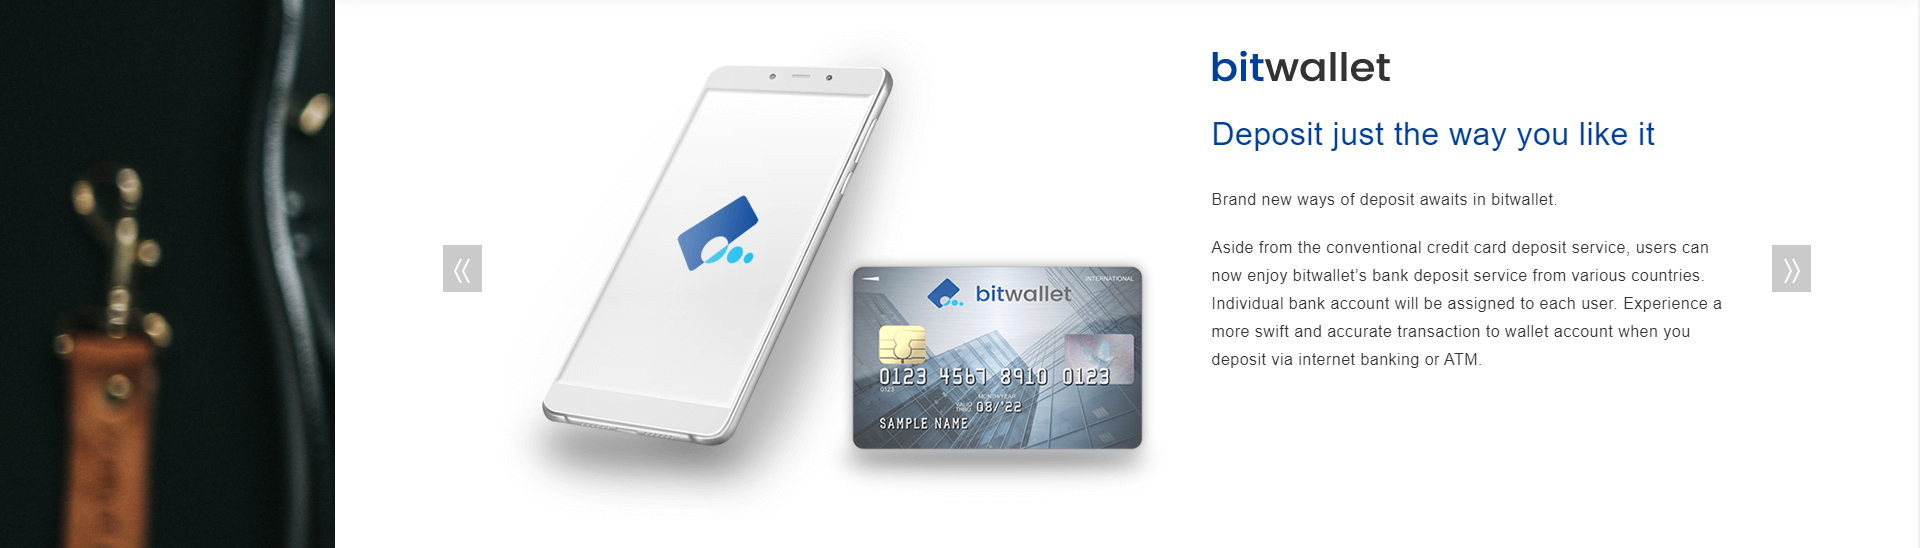 bitwallet
Deposit just the way you like it
Brand new ways of deposit awaits in bitwallet.
Aside from the conventional credit card deposit service, users can
now enjoy bitwallet’s bank deposit service from various countries.
Individual bank account will be assigned to each user. Experience a
more swift and accurate transaction to wallet account when you
deposit via internet banking or ATM.
INTERNATIONAL
bitwallet
0123 4567 8910 0123
0123
MONTH/YEAR
VALID THRU 08/'22
SAMPLE NAME